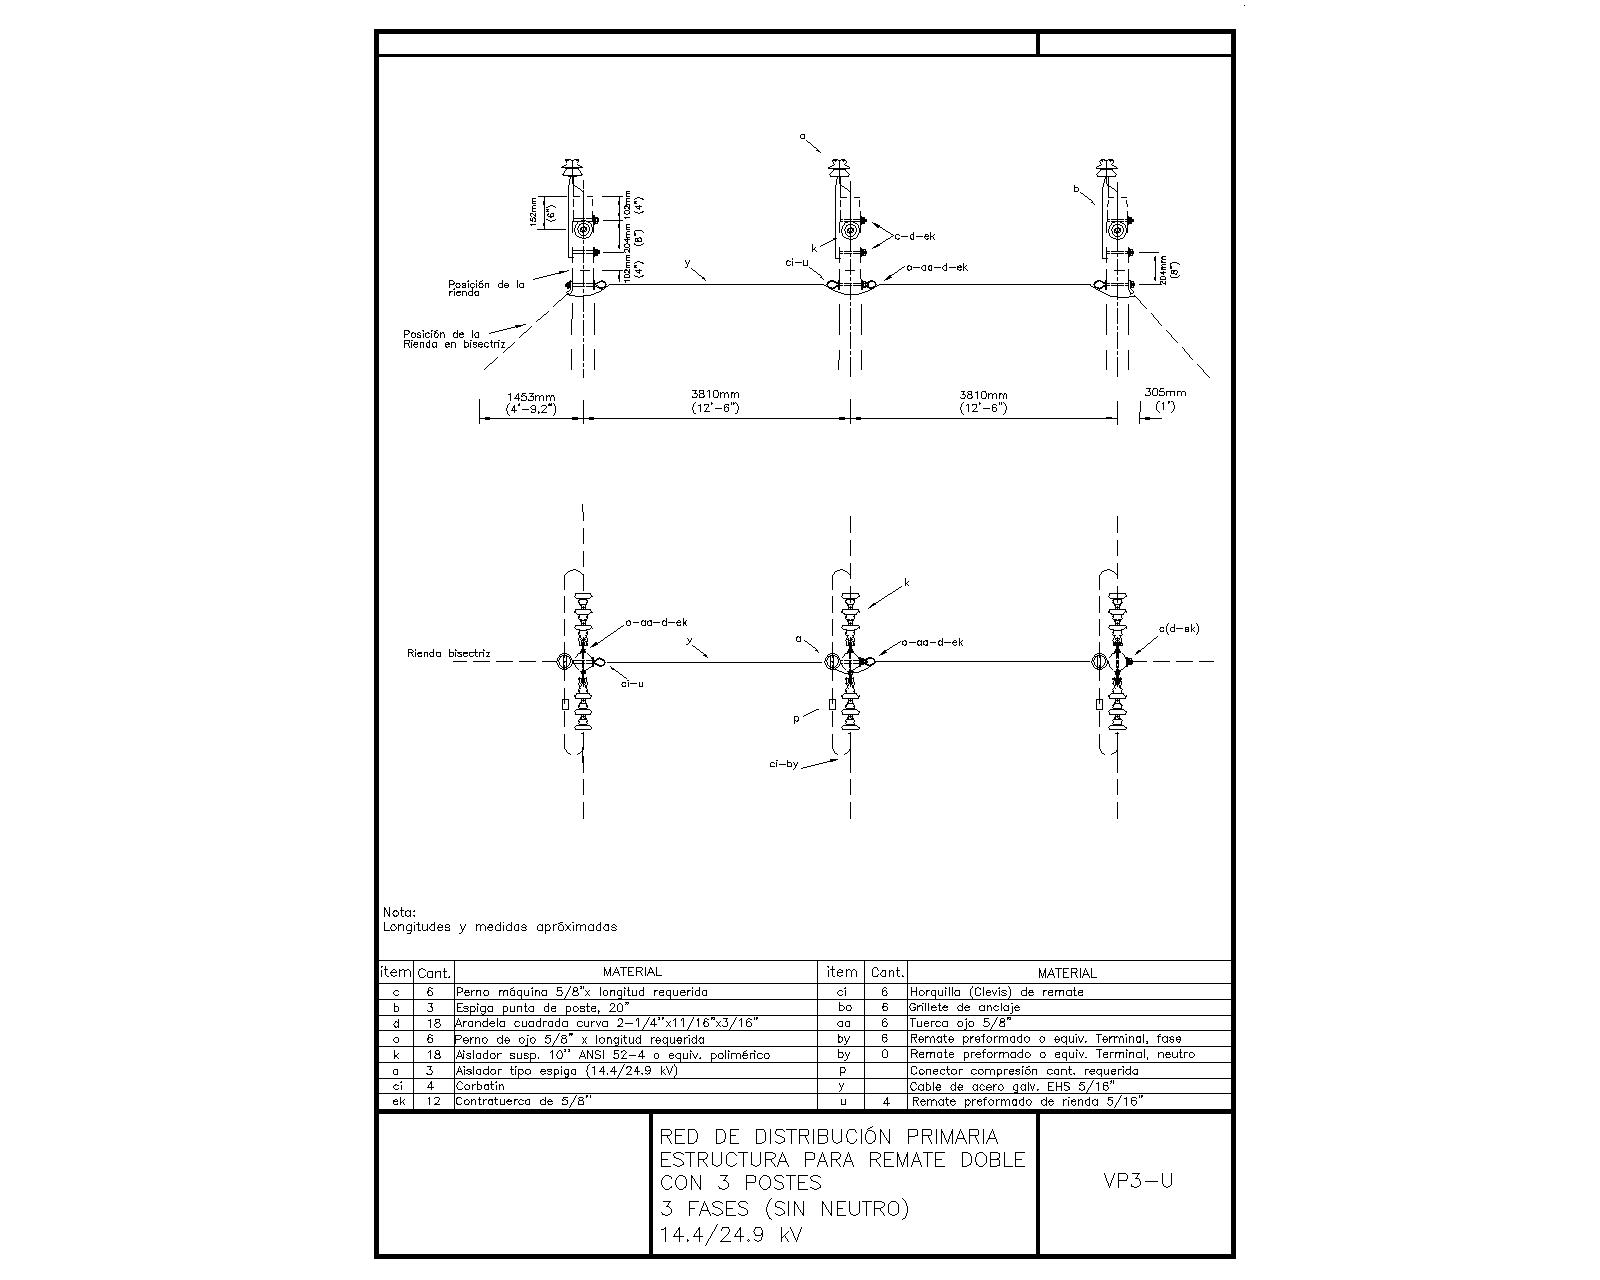 a
b
152mm
(6")
102mm
(4")
204mm
(8")
102mm
(4")
k
c-d-ek
ci-u
o-aa-d-ek
y
204mm
(8")
Posición de la
rienda
Posición de la
Rienda en bisectriz
1453mm
(4'-9,2")
3810mm
(12'-6")
3810mm
(12'-6")
305mm
(1')
k
o-aa-d-ek
y
a
o-aa-d-ek
c(d-ek)
Rienda bisectriz
ci-u
p
ci-by
Nota:
Longitudes y medidas apróximadas
item Cant. MATERIAL item Cant. MATERIAL
c 6 Perno máquina 5/8"x longitud requerida ci 6 Horquilla (Clevis) de remate
b 3 Espiga punta de poste, 20" bo 6 Grillete de anclaje
d 18 Arandela cuadrada curva 2-1/4"x11/16"x3/16" aa 6 Tuerca ojo 5/8"
o 6 Perno de ojo 5/8" x longitud requerida by 6 Remate preformado o equiv. Terminal, fase
k 18 Aislador susp. 10" ANSI 52-4 o equiv. polimérico by 0 Remate preformado o equiv. Terminal, neutro
a 3 Aislador tipo espiga (14.4/24.9 kV) p Conector compresión cant. requerida
ci 4 Corbatín y Cable de acero galv. EHS 5/16"
ek 12 Contratuerca de 5/8" u 4 Remate preformado de rienda 5/16"
RED DE DISTRIBUCIÓN PRIMARIA
ESTRUCTURA PARA REMATE DOBLE
CON 3 POSTES
3 FASES (SIN NEUTRO)
14.4/24.9 kV
VP3-U